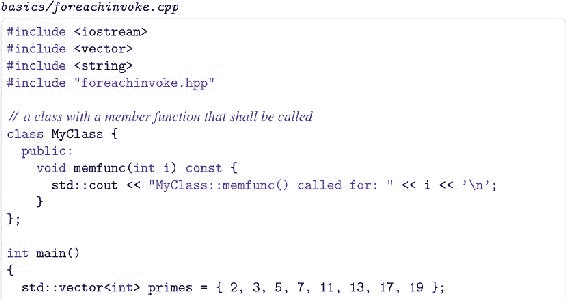 basics/foreachinvoke.cpp
#include <iostream>
#include <vector>
#include <string>
#include "foreachinvoke.hpp"
// a class with a member function that shall be called
class MyClass {
public:
void memfunc(int i) const {
std::cout << "MyClass::memfunc() called for: " << i << '\n';
}
};
int main()
{
std::vector<int> primes = { 2, 3, 5, 7, 11, 13, 17, 19 };